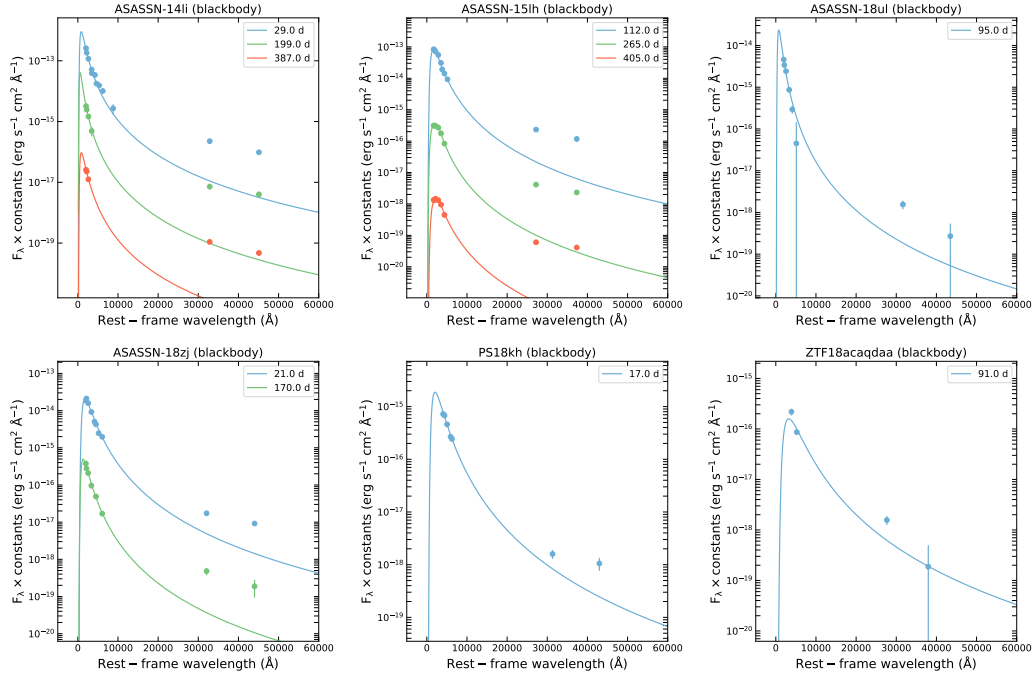 ASASSN-14li (blackbody)
29.0 d
199.0 d
387.0 d
10⁻¹³
10⁻¹⁵
10⁻¹⁷
10⁻¹⁹
F_λ × constants (erg s⁻¹ cm² Å⁻¹)
0 10000 20000 30000 40000 50000 60000
Rest − frame wavelength (Å)
ASASSN-15lh (blackbody)
112.0 d
265.0 d
405.0 d
10⁻¹³
10⁻¹⁴
10⁻¹⁵
10⁻¹⁶
10⁻¹⁷
10⁻¹⁸
10⁻¹⁹
10⁻²⁰
F_λ × constants (erg s⁻¹ cm² Å⁻¹)
0 10000 20000 30000 40000 50000 60000
Rest − frame wavelength (Å)
ASASSN-18ul (blackbody)
95.0 d
10⁻¹⁴
10⁻¹⁵
10⁻¹⁶
10⁻¹⁷
10⁻¹⁸
10⁻¹⁹
10⁻²⁰
F_λ × constants (erg s⁻¹ cm² Å⁻¹)
0 10000 20000 30000 40000 50000 60000
Rest − frame wavelength (Å)
ASASSN-18zj (blackbody)
21.0 d
170.0 d
10⁻¹³
10⁻¹⁴
10⁻¹⁵
10⁻¹⁶
10⁻¹⁷
10⁻¹⁸
10⁻¹⁹
10⁻²⁰
F_λ × constants (erg s⁻¹ cm² Å⁻¹)
0 10000 20000 30000 40000 50000 60000
Rest − frame wavelength (Å)
PS18kh (blackbody)
17.0 d
10⁻¹⁵
10⁻¹⁶
10⁻¹⁷
10⁻¹⁸
10⁻¹⁹
F_λ × constants (erg s⁻¹ cm² Å⁻¹)
0 10000 20000 30000 40000 50000 60000
Rest − frame wavelength (Å)
ZTF18acaqdaa (blackbody)
91.0 d
10⁻¹⁵
10⁻¹⁶
10⁻¹⁷
10⁻¹⁸
10⁻¹⁹
10⁻²⁰
F_λ × constants (erg s⁻¹ cm² Å⁻¹)
0 10000 20000 30000 40000 50000 60000
Rest − frame wavelength (Å)